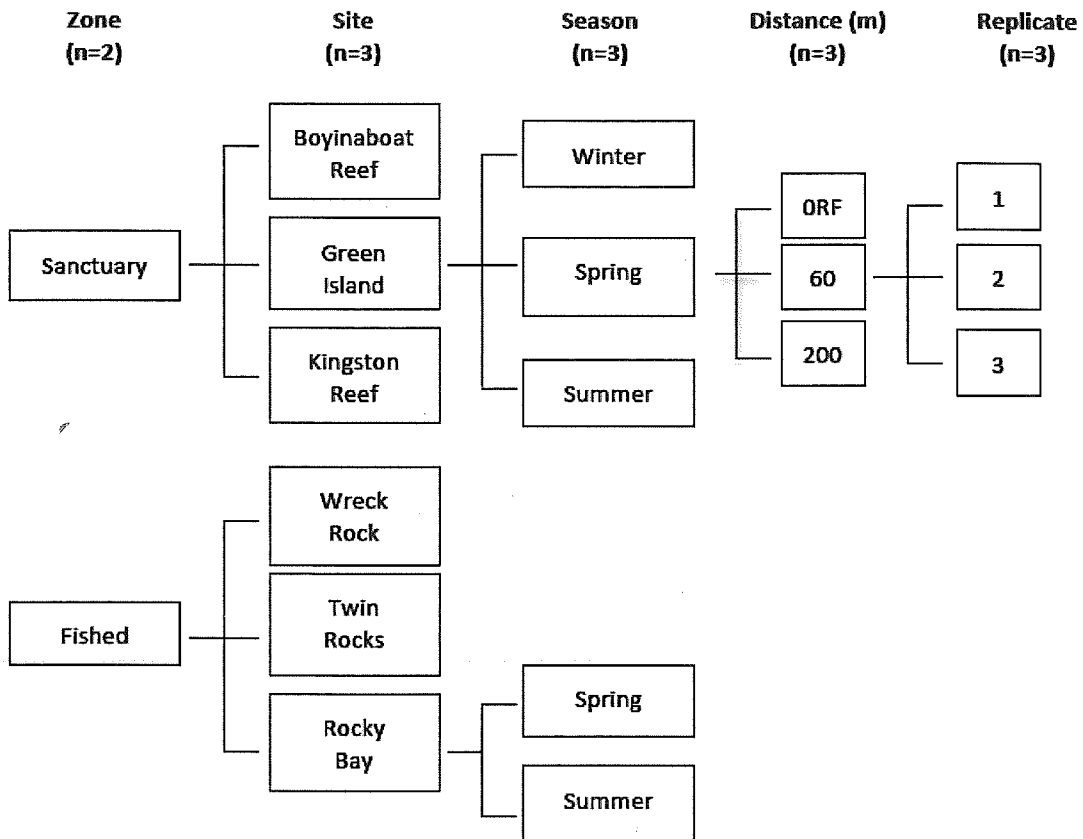 Zone
(n=2)
Site
(n=3)
Season
(n=3)
Distance (m)
(n=3)
Replicate
(n=3)
Sanctuary
Boyinaboat
Reef
Green
Island
Kingston
Reef
Winter
Spring
Summer
0RF
60
200
1
2
3
Fished
Wreck
Rock
Twin
Rocks
Rocky
Bay
Spring
Summer